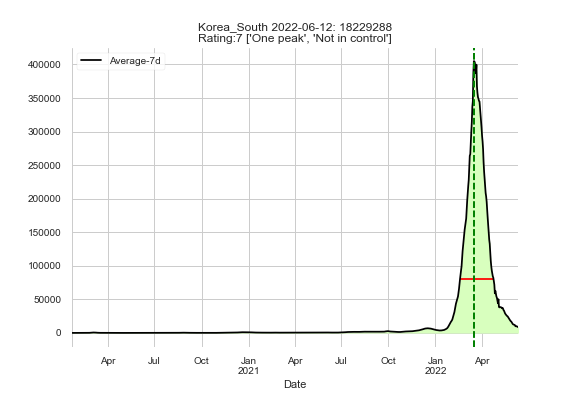 Korea_South 2022-06-12: 18229288
Rating:7 ['One peak', 'Not in control']
Average-7d
400000
350000
300000
250000
200000
150000
100000
50000
0
Apr Jul Oct Jan Apr Jul Oct Jan Apr
2021 2022
Date